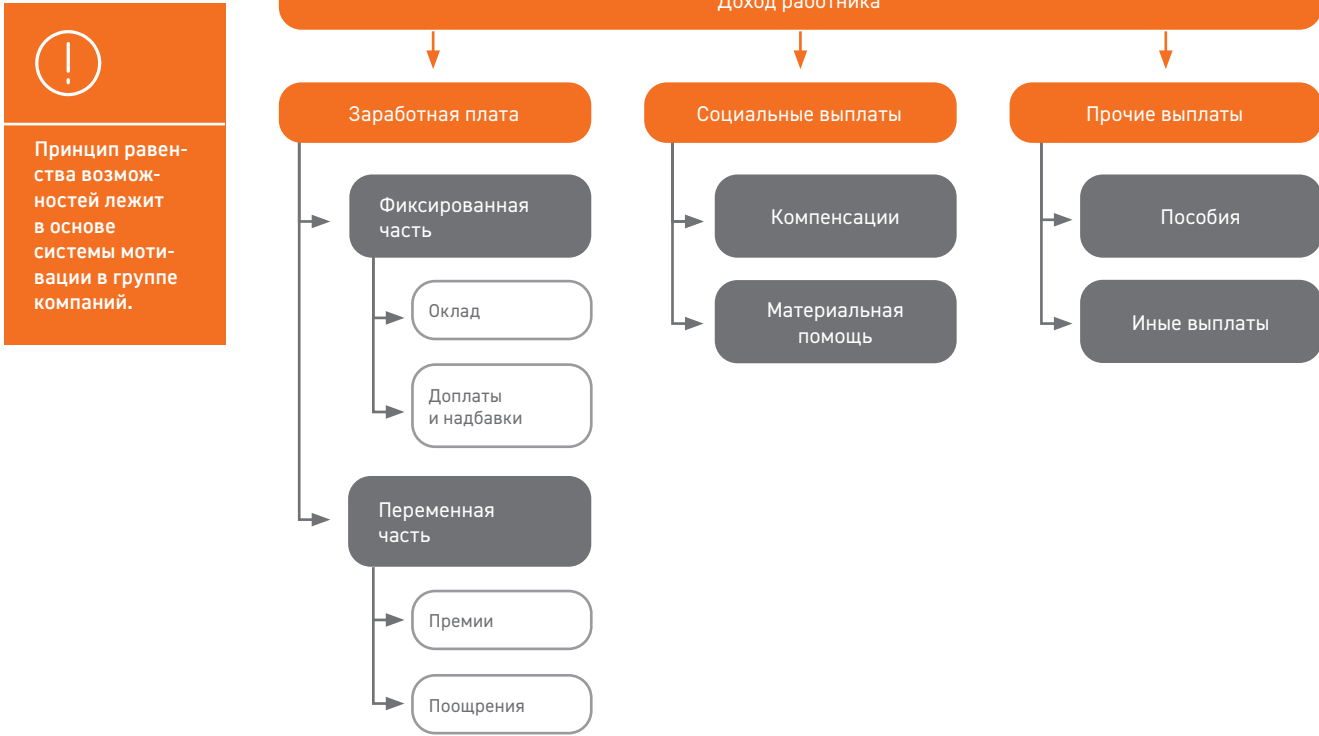 Доход работника
Принцип равен-
ства возмож-
ностей лежит
в основе
системы моти-
вации в группе
компаний.
Заработная плата
Социальные выплаты
Прочие выплаты
Фиксированная
часть
Оклад
Доплаты
и надбавки
Переменная
часть
Премии
Поощрения
Компенсации
Материальная
помощь
Пособия
Иные выплаты